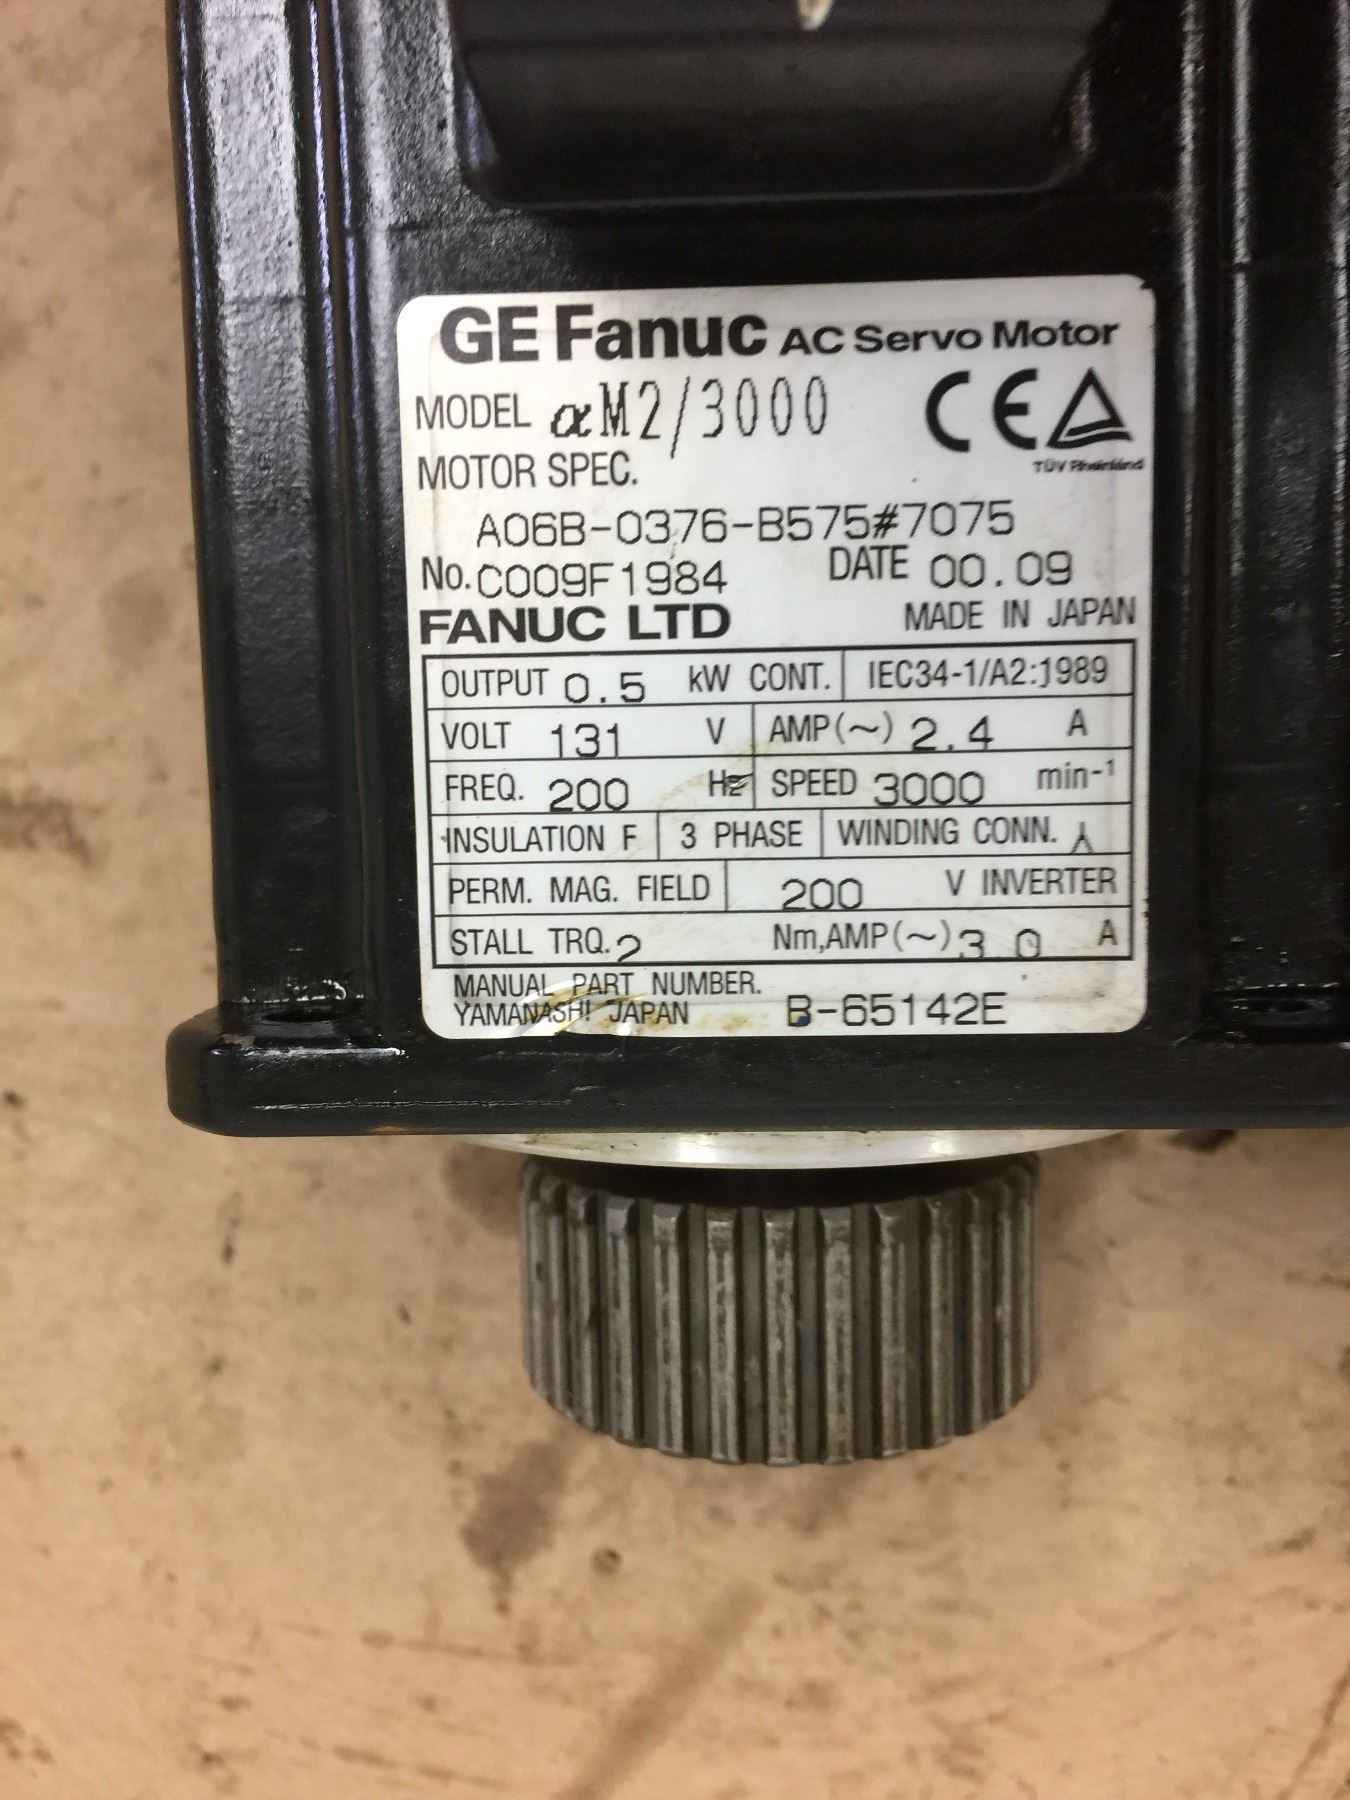 GE Fanuc AC Servo Motor
MODEL αM2/3000 CE
TÜV Rheinland
MOTOR SPEC.
A06B-0376-B575#7075
No. C009F1984 DATE 00.09
FANUC LTD MADE IN JAPAN
OUTPUT 0.5 kW CONT. IEC34-1/A2:1989
VOLT 131 V AMP(~) 2.4 A
FREQ. 200 Hz SPEED 3000 min-1
INSULATION F 3 PHASE WINDING CONN. ⅄
PERM. MAG. FIELD 200 V INVERTER
STALL TRQ. 2 Nm,AMP(~) 3.0 A
MANUAL PART NUMBER.
YAMANASHI JAPAN B-65142E